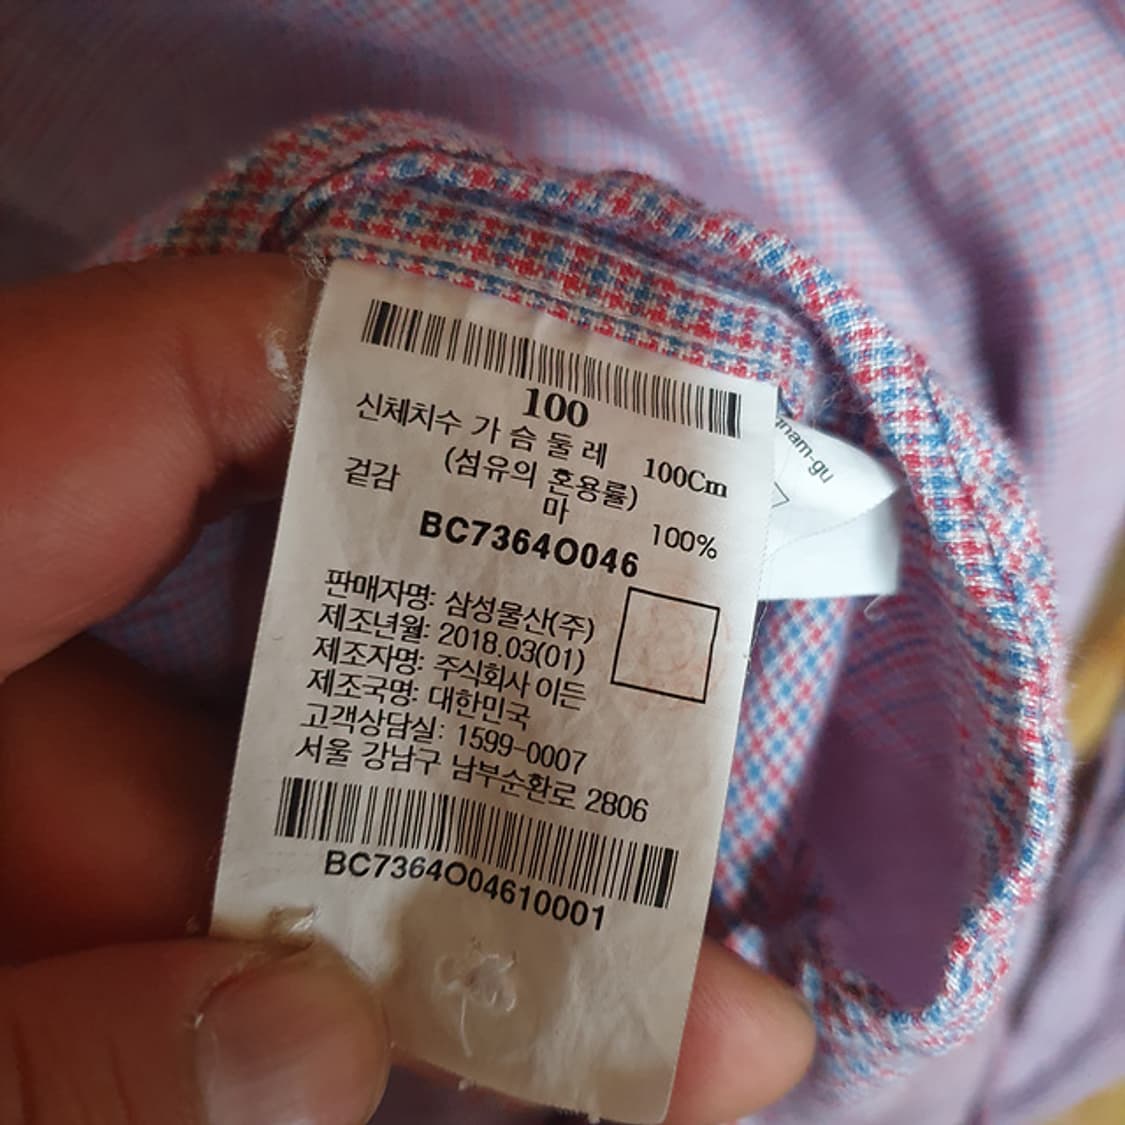 100
신체치수 가슴둘레 100Cm
(섬유의 혼용률)
겉감 마 100%
BC7364O046
판매자명: 삼성물산(주)
제조년월: 2018.03(01)
제조자명: 주식회사 이든
제조국명: 대한민국
고객상담실: 1599-0007
서울 강남구 남부순환로 2806
BC7364O04610001
nam-gu